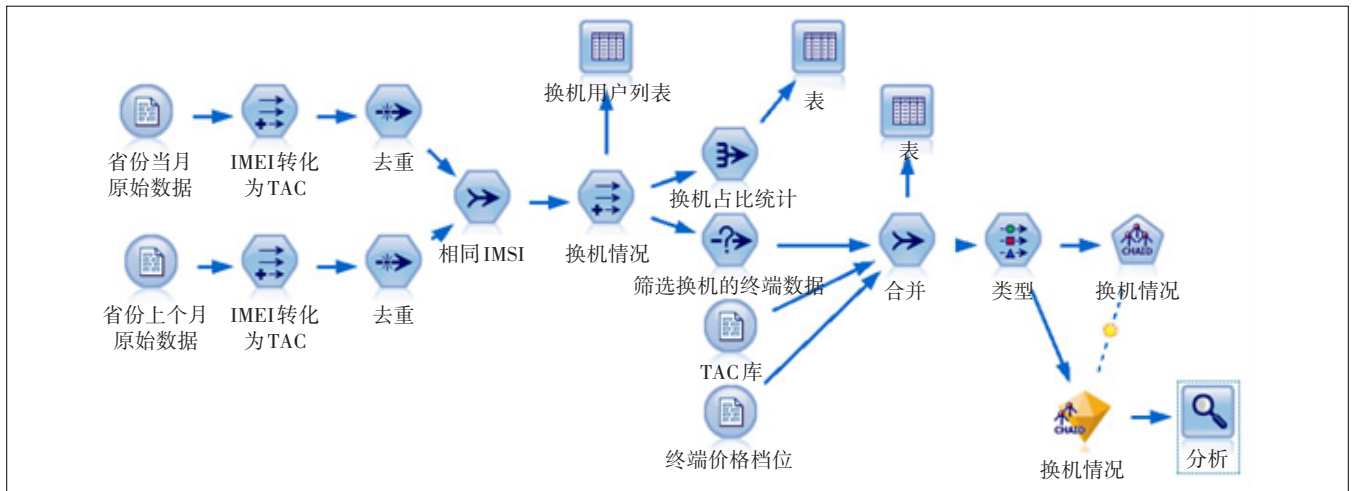 换机用户列表
表
表
省份当月
原始数据
IMEI转化
为TAC
去重
换机占比统计
相同IMSI
换机情况
筛选换机的终端数据
合并
类型
CHAID
换机情况
省份上个月
原始数据
IMEI转化
为TAC
去重
TAC库
终端价格档位
CHAID
换机情况
分析